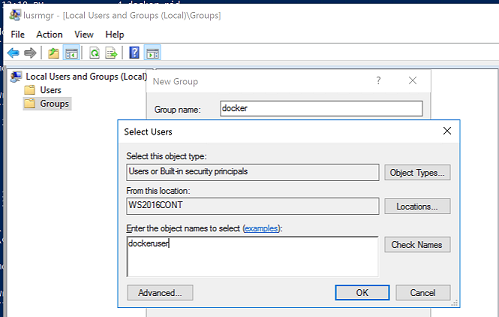 lusrmgr - [Local Users and Groups (Local)\Groups]
File Action View Help
Local Users and Groups (Local)
Users
Groups
New Group
?
Group name: docker
Select Users
Select this object type:
Users or Built-in security principals Object Types...
From this location:
WS2016CONT Locations...
Enter the object names to select (examples):
dockeruser Check Names
Advanced... OK Cancel